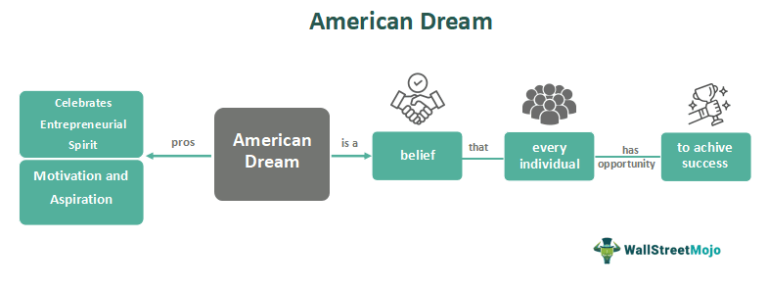 American Dream
Celebrates
Entrepreneurial
Spirit
Motivation and
Aspiration
pros
American
Dream
is a
belief
that
every
individual
has
opportunity
to achive
success
WallStreetMojo